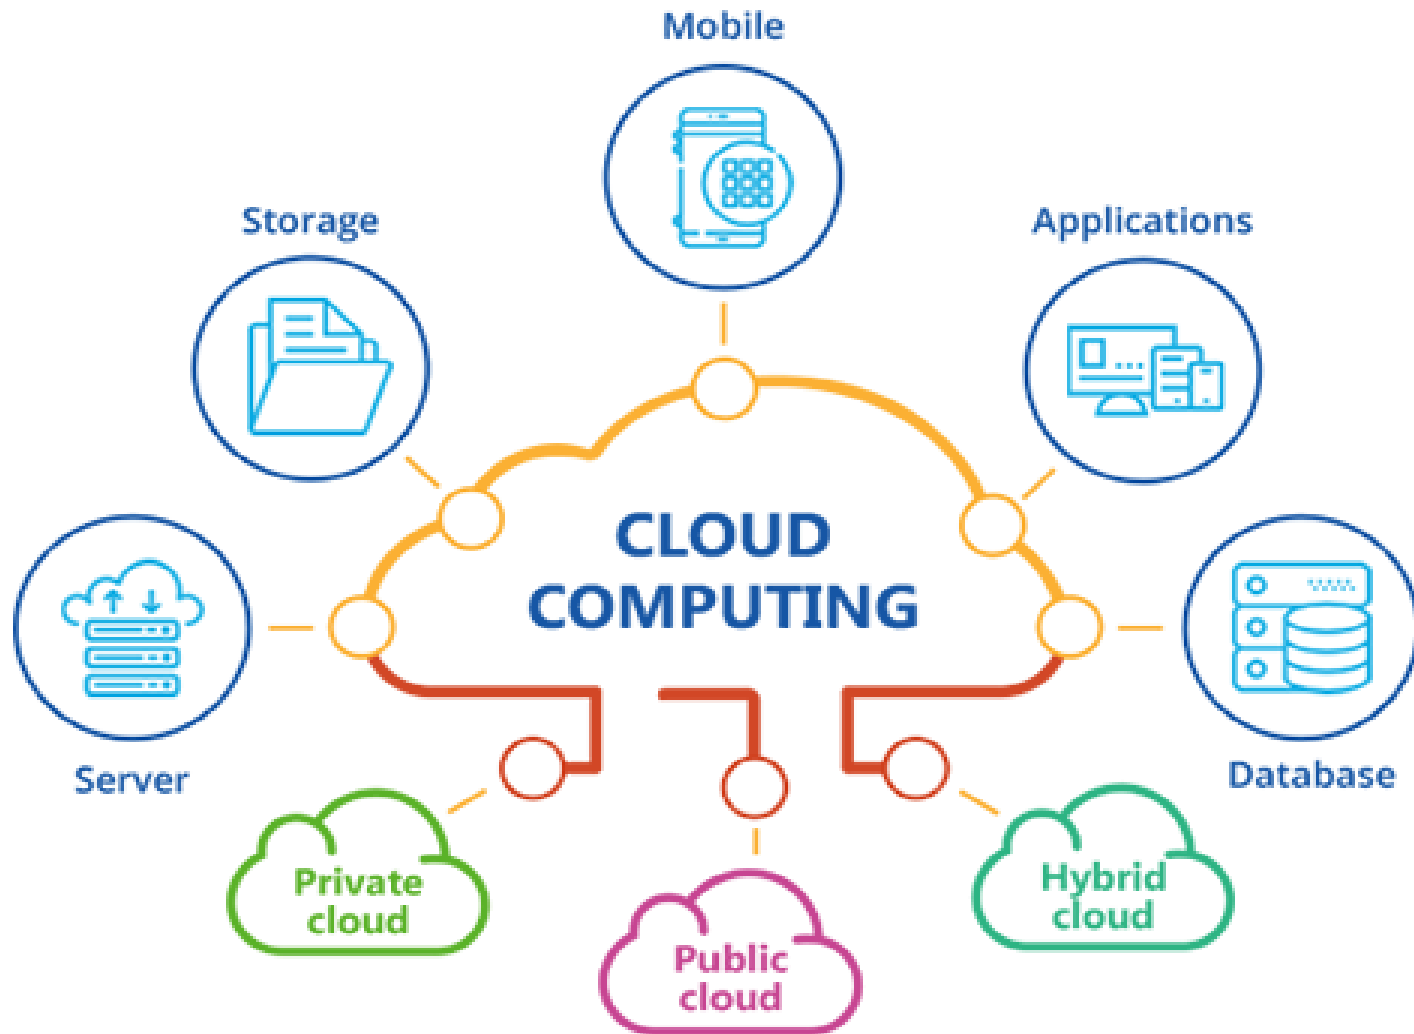 Mobile
Storage
Applications
CLOUD
COMPUTING
Server
Database
Private
cloud
Public
cloud
Hybrid
cloud